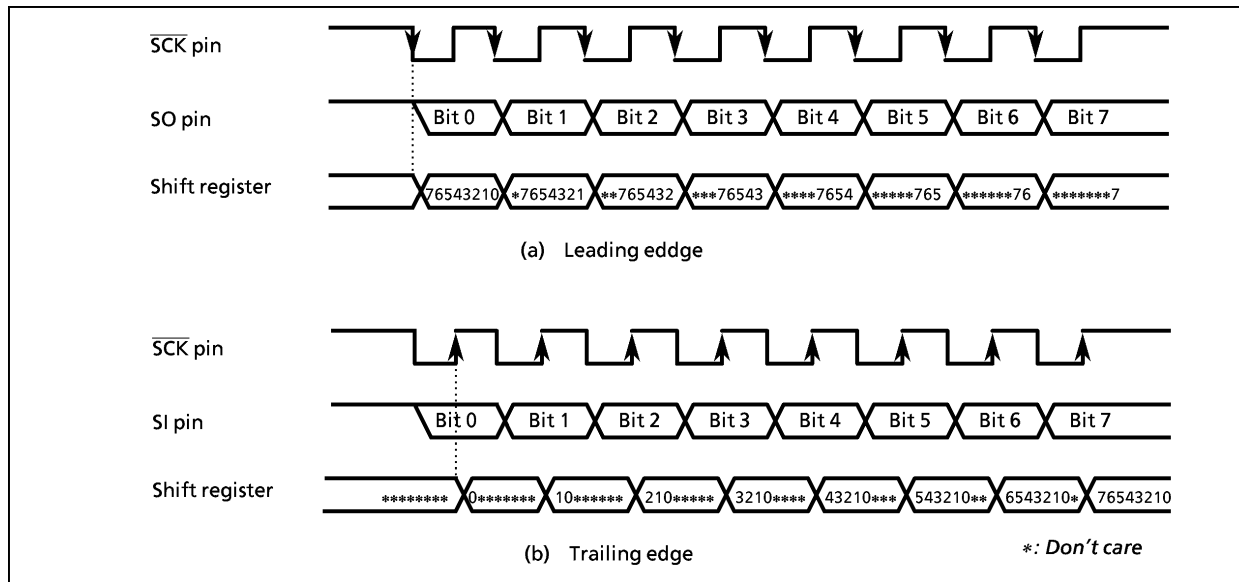 SCK pin
SO pin Bit 0 Bit 1 Bit 2 Bit 3 Bit 4 Bit 5 Bit 6 Bit 7
Shift register 76543210 *7654321 **765432 ***76543 ****7654 *****765 ******76 *******7
(a) Leading eddge
SCK pin
SI pin Bit 0 Bit 1 Bit 2 Bit 3 Bit 4 Bit 5 Bit 6 Bit 7
Shift register ******** 0******* 10****** 210***** 3210**** 43210*** 543210** 6543210* 76543210
(b) Trailing edge
*: Don't care